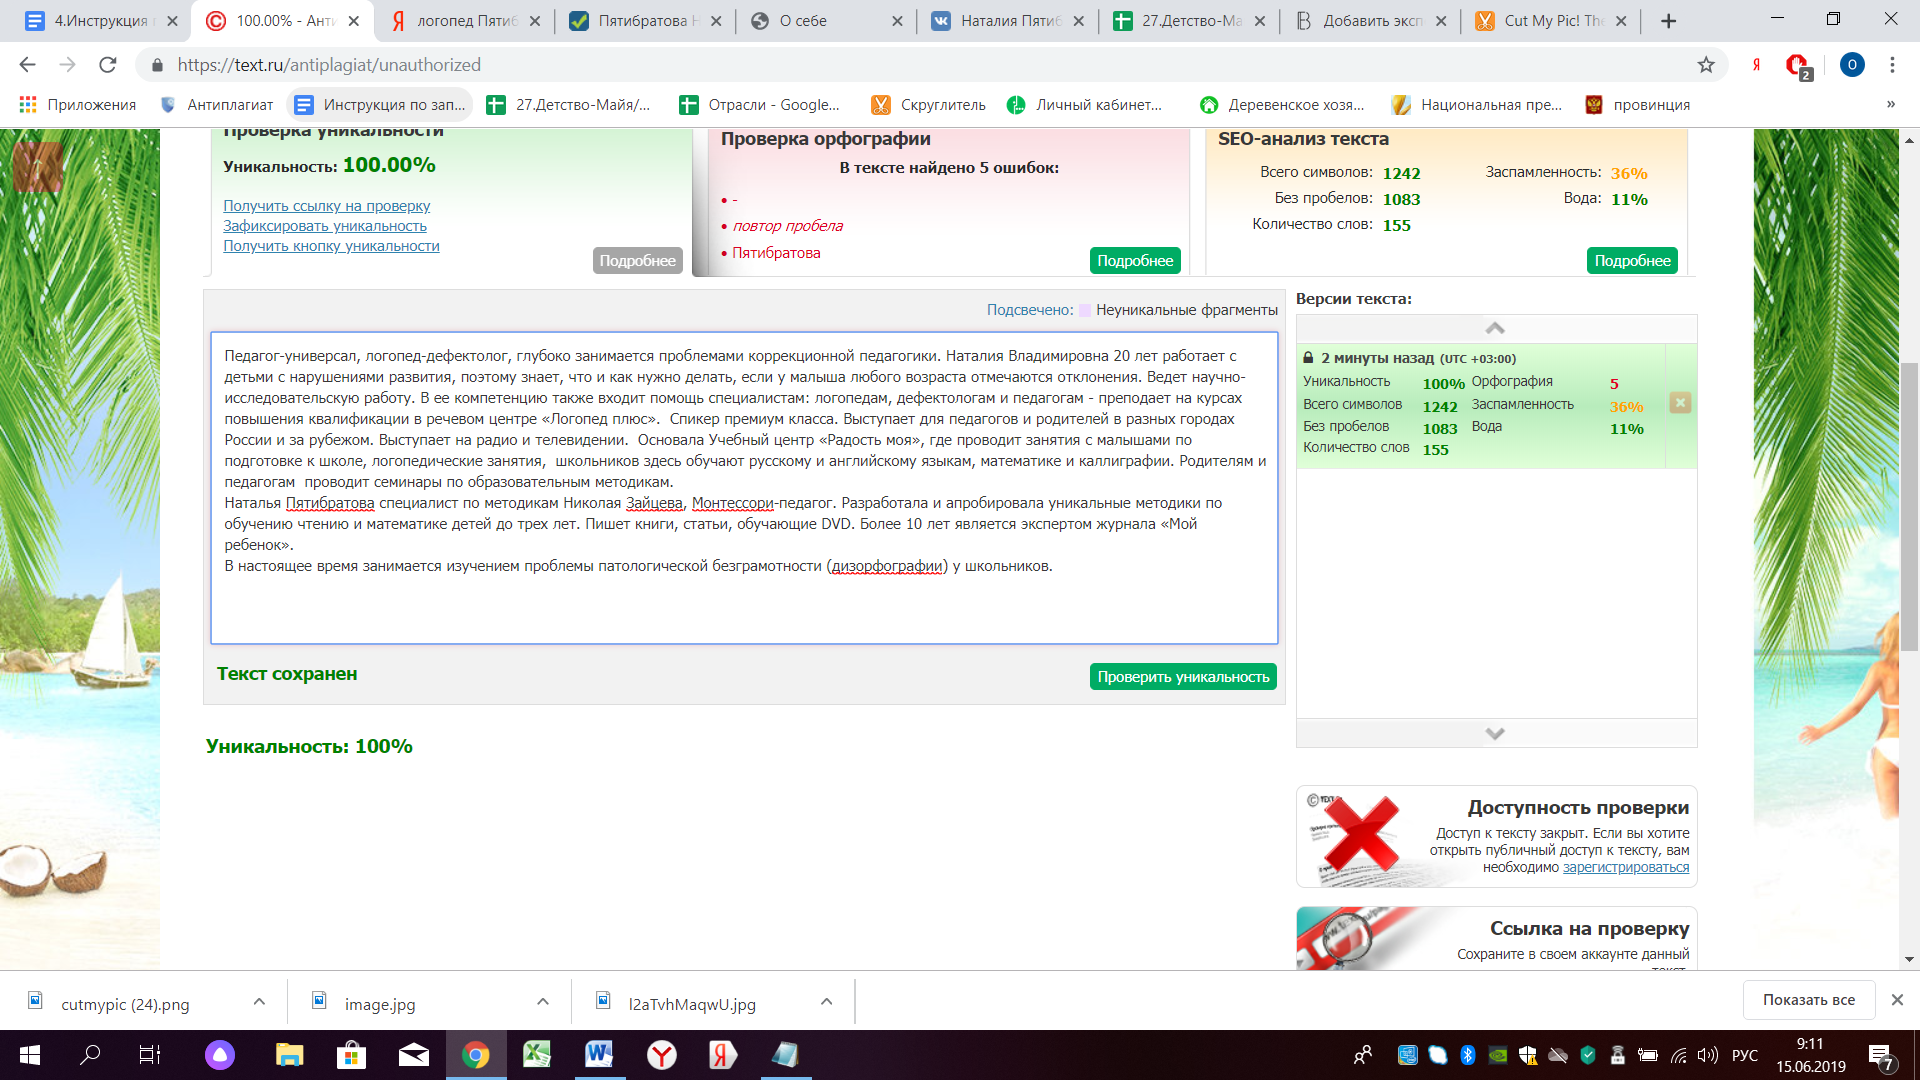 4.Инструкция
100.00% - Анти
логопед Пятиб
Пятибратова Н
О себе
Наталия Пятиб
27.Детство-Ма
Добавить эксп
Cut My Pic! The
https://text.ru/antiplagiat/unauthorized
2
О
Приложения
Антиплагиат
Инструкция по зап...
27.Детство-Майя/...
Отрасли - Google...
Скруглитель
Личный кабинет...
Деревенское хозя...
Национальная пре...
провинция
»
Проверка уникальности
Уникальность: 100.00%
Получить ссылку на проверку
Зафиксировать уникальность
Получить кнопку уникальности
Подробнее
Проверка орфографии
В тексте найдено 5 ошибок:
• -
• повтор пробела
• Пятибратова
Подробнее
SEO-анализ текста
Всего символов: 1242 Заспамленность: 36%
Без пробелов: 1083 Вода: 11%
Количество слов: 155
Подробнее
Подсвечено: Неуникальные фрагменты
Педагог-универсал, логопед-дефектолог, глубоко занимается проблемами коррекционной педагогики. Наталия Владимировна 20 лет работает с
детьми с нарушениями развития, поэтому знает, что и как нужно делать, если у малыша любого возраста отмечаются отклонения. Ведет научно-
исследовательскую работу. В ее компетенцию также входит помощь специалистам: логопедам, дефектологам и педагогам - преподает на курсах
повышения квалификации в речевом центре «Логопед плюс».  Спикер премиум класса. Выступает для педагогов и родителей в разных городах
России и за рубежом. Выступает на радио и телевидении.  Основала Учебный центр «Радость моя», где проводит занятия с малышами по
подготовке к школе, логопедические занятия,  школьников здесь обучают русскому и английскому языкам, математике и каллиграфии. Родителям и
педагогам  проводит семинары по образовательным методикам.
Наталья Пятибратова специалист по методикам Николая Зайцева, Монтессори-педагог. Разработала и апробировала уникальные методики по
обучению чтению и математике детей до трех лет. Пишет книги, статьи, обучающие DVD. Более 10 лет является экспертом журнала «Мой
ребенок».
В настоящее время занимается изучением проблемы патологической безграмотности (дизорфографии) у школьников.
Текст сохранен
Проверить уникальность
Уникальность: 100%
Версии текста:
2 минуты назад (UTC +03:00)
Уникальность 100% Орфография 5
Всего символов 1242 Заспамленность 36%
Без пробелов 1083 Вода 11%
Количество слов 155
Доступность проверки
Доступ к тексту закрыт. Если вы хотите
открыть публичный доступ к тексту, вам
необходимо зарегистрироваться
Ссылка на проверку
Сохраните в своем аккаунте данный
текст,
cutmypic (24).png
image.jpg
l2aTvhMaqwU.jpg
Показать все
РУС
9:11
15.06.2019
7